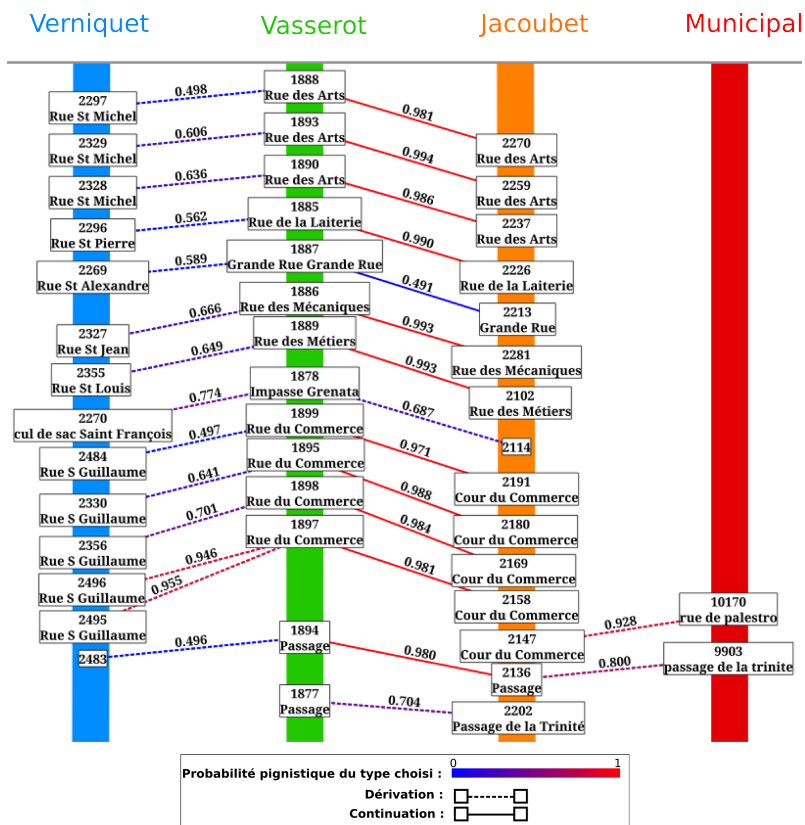 Verniquet
Vasserot
Jacoubet
Municipal
2297
Rue St Michel
0.498
1888
Rue des Arts
0.981
2270
Rue des Arts
2329
Rue St Michel
0.606
1893
Rue des Arts
0.994
2259
Rue des Arts
2328
Rue St Michel
0.636
1890
Rue des Arts
0.986
2237
Rue des Arts
2296
Rue St Pierre
0.562
1885
Rue de la Laiterie
0.990
2226
Rue de la Laiterie
2269
Rue St Alexandre
0.589
1887
Grande Rue Grande Rue
0.491
2213
Grande Rue
2327
Rue St Jean
0.666
1886
Rue des Mécaniques
0.993
2281
Rue des Mécaniques
2355
Rue St Louis
0.649
1889
Rue des Métiers
0.993
2102
Rue des Métiers
2270
cul de sac Saint François
0.774
1878
Impasse Grenata
0.687
2114
2484
Rue S Guillaume
0.497
1899
Rue du Commerce
0.971
2191
Cour du Commerce
2330
Rue S Guillaume
0.641
1895
Rue du Commerce
0.988
2180
Cour du Commerce
2356
Rue S Guillaume
0.701
1898
Rue du Commerce
0.984
2169
Cour du Commerce
2496
Rue S Guillaume
0.946
1897
Rue du Commerce
0.981
2158
Cour du Commerce
2495
Rue S Guillaume
0.955
2147
Cour du Commerce
0.928
10170
rue de palestro
2483
0.496
1894
Passage
0.980
2136
Passage
0.800
9903
passage de la trinite
1877
Passage
0.704
2202
Passage de la Trinité
Probabilité pignistique du type choisi :
0
1
Dérivation :
Continuation :